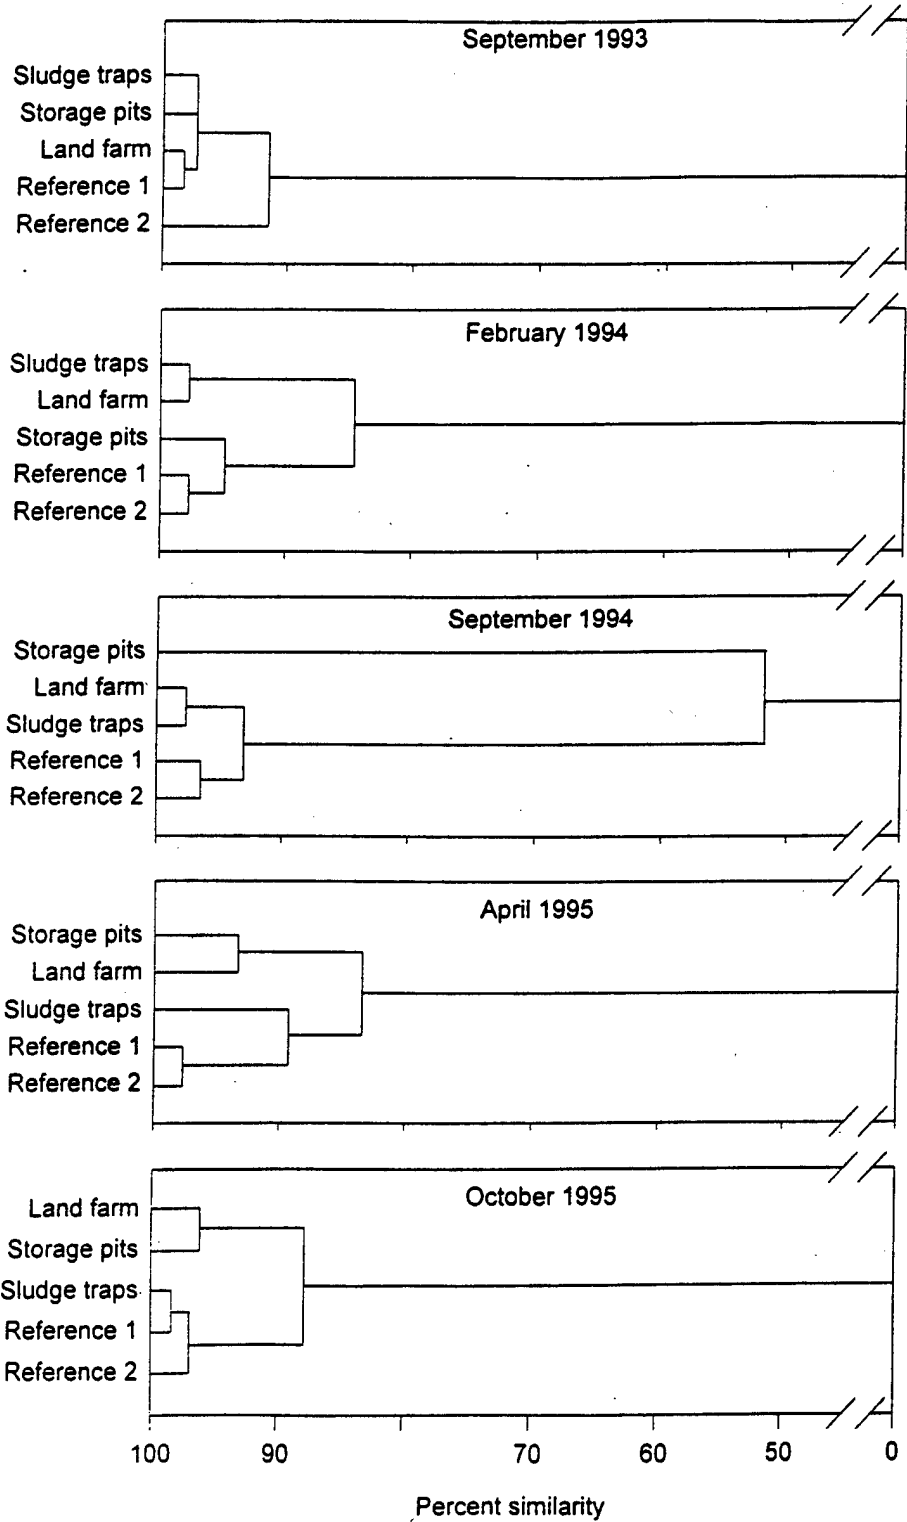 September 1993
Sludge traps
Storage pits
Land farm
Reference 1
Reference 2
February 1994
Sludge traps
Land farm
Storage pits
Reference 1
Reference 2
September 1994
Storage pits
Land farm
Sludge traps
Reference 1
Reference 2
April 1995
Storage pits
Land farm
Sludge traps
Reference 1
Reference 2
October 1995
Land farm
Storage pits
Sludge traps
Reference 1
Reference 2
100 90 70 60 50 0
Percent similarity